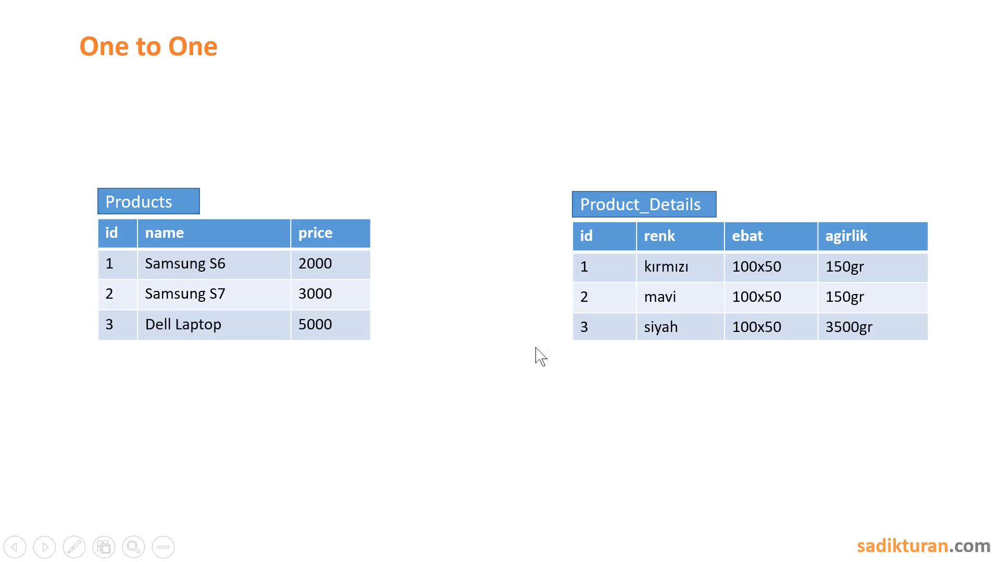 One to One
Products
id name price
1 Samsung S6 2000
2 Samsung S7 3000
3 Dell Laptop 5000
Product_Details
id renk ebat agirlik
1 kırmızı 100x50 150gr
2 mavi 100x50 150gr
3 siyah 100x50 3500gr
sadikturan.com